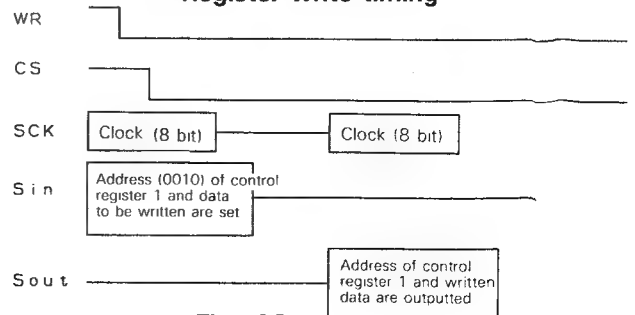 Register write timing
WR
CS
SCK
Clock (8 bit)
Clock (8 bit)
Sin
Address (0010) of control
register 1 and data
to be written are set
Sout
Address of control
register 1 and written
data are outputted